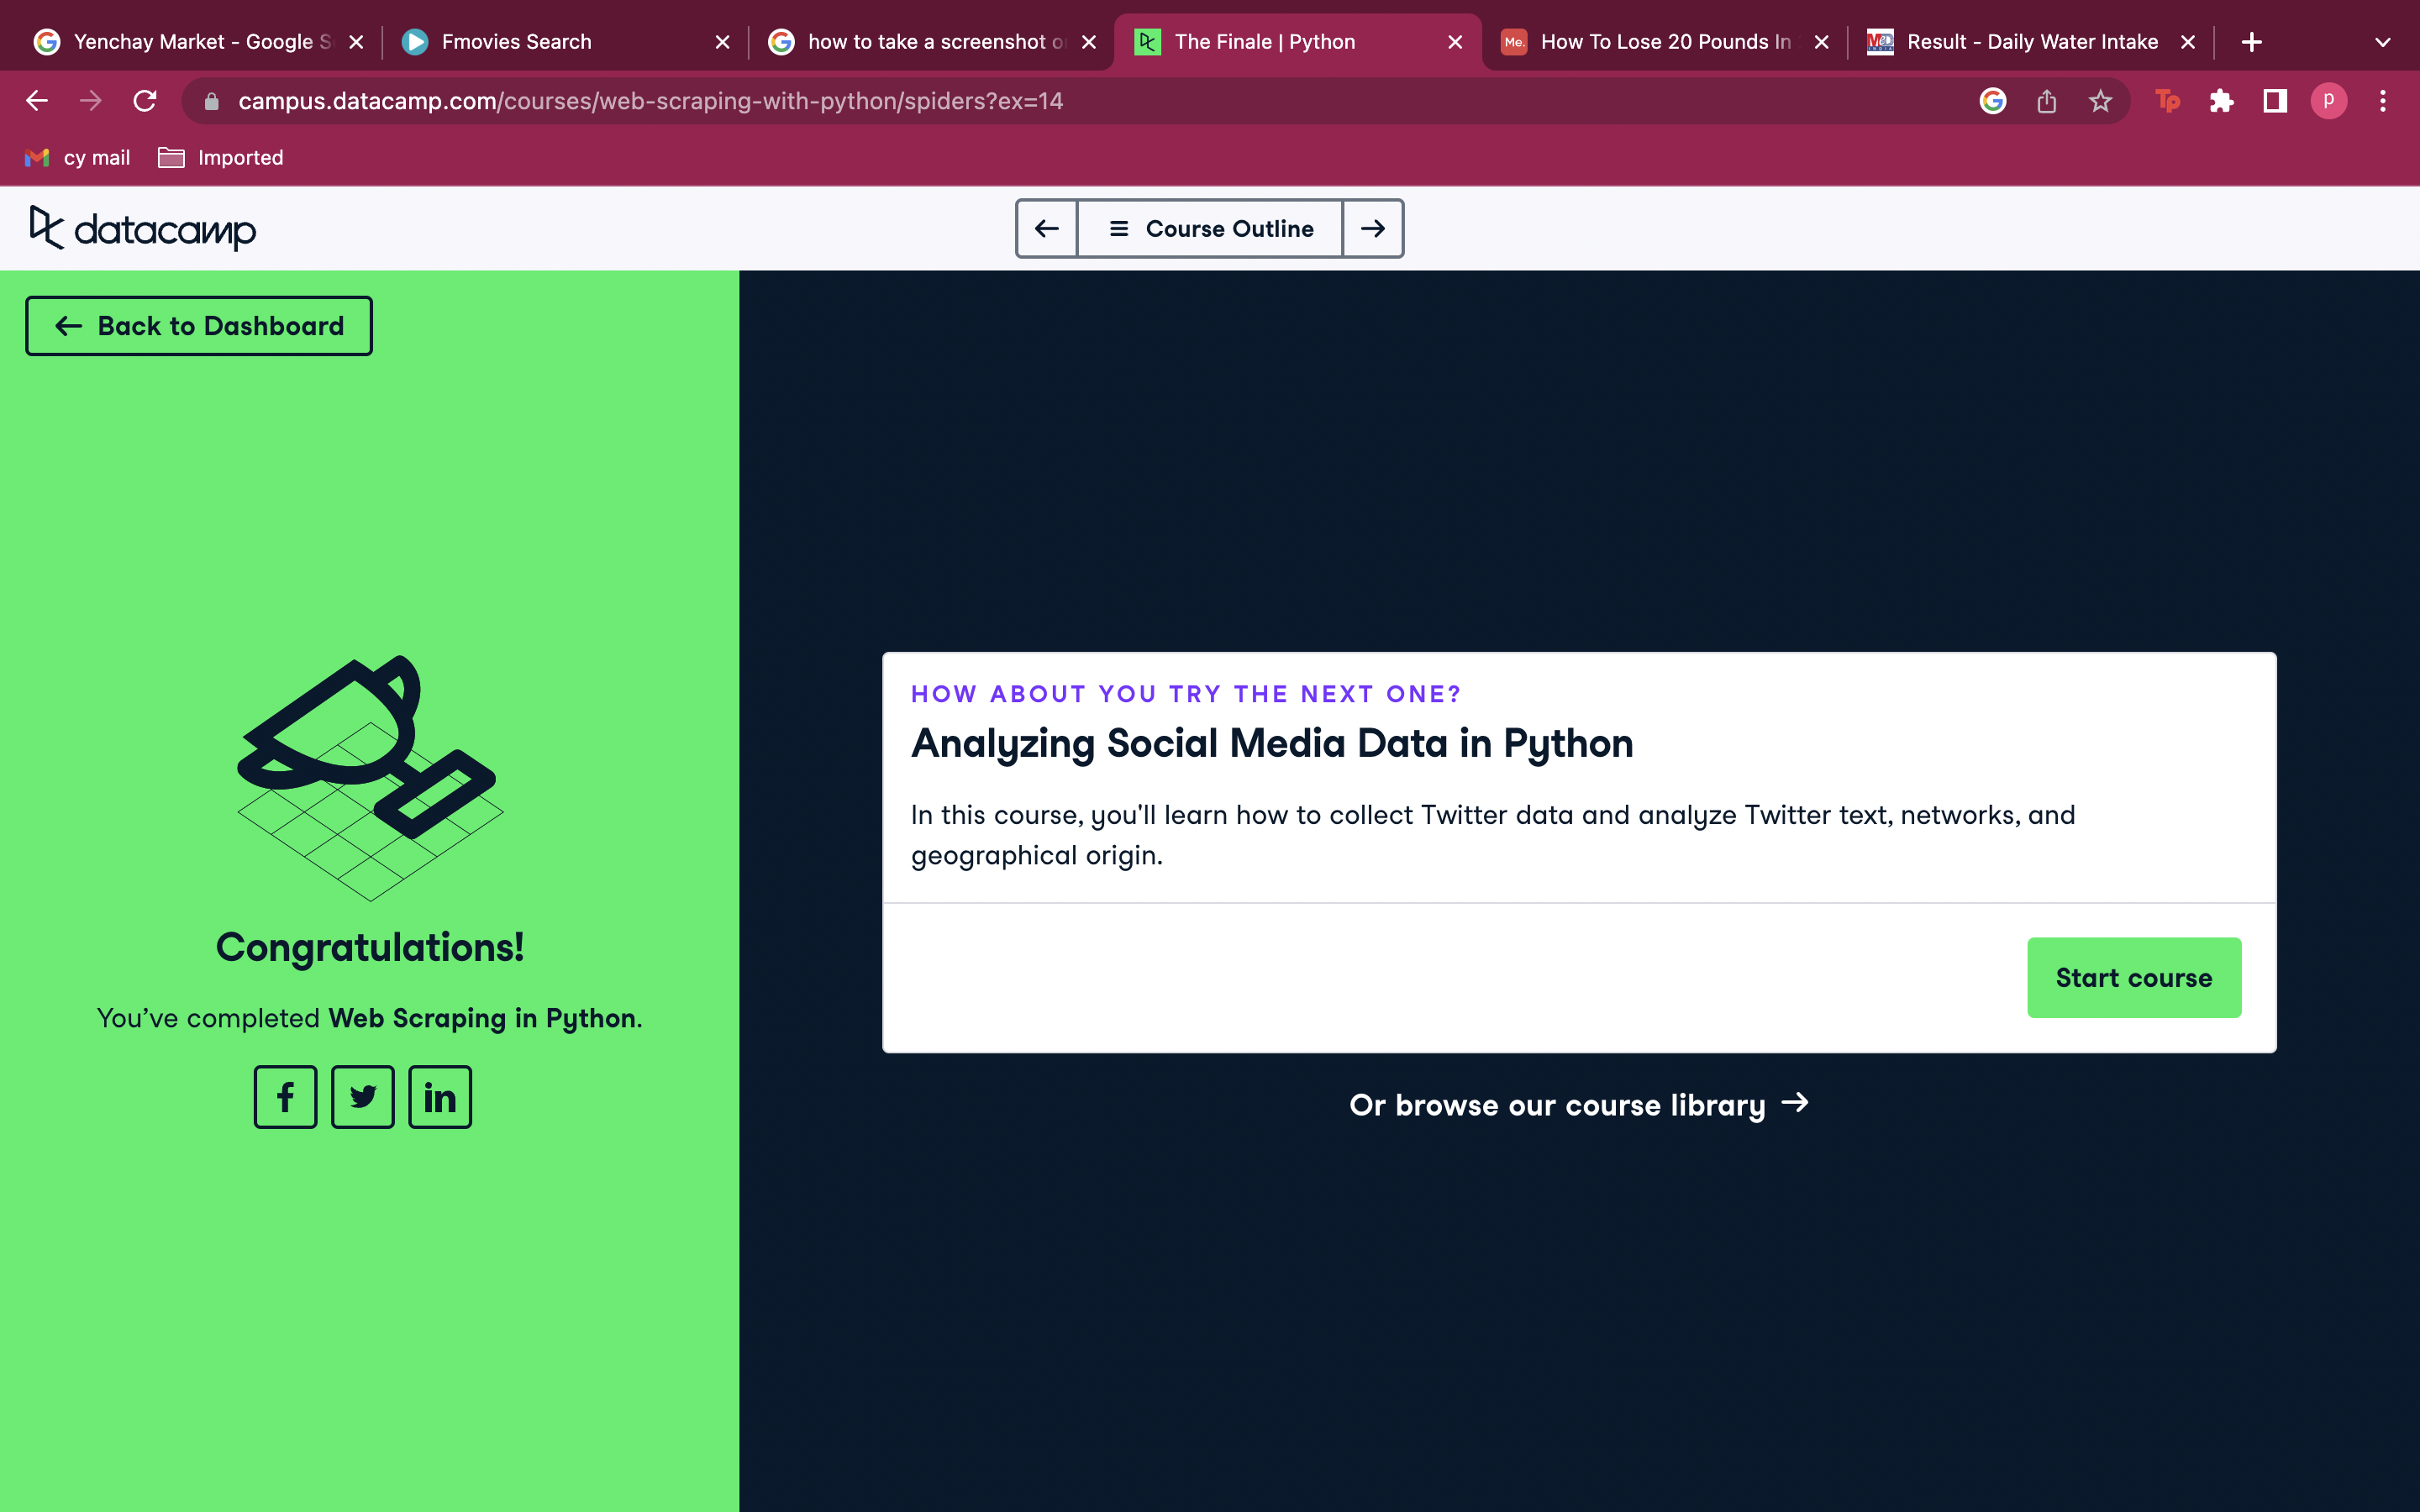 Yenchay Market - Google
Fmovies Search
how to take a screenshot
The Finale | Python
How To Lose 20 Pounds In
Result - Daily Water Intake
campus.datacamp.com/courses/web-scraping-with-python/spiders?ex=14
Tp
p
cy mail
Imported
datacamp
Course Outline
Back to Dashboard
Congratulations!
You've completed Web Scraping in Python.
f
in
HOW ABOUT YOU TRY THE NEXT ONE?
Analyzing Social Media Data in Python
In this course, you'll learn how to collect Twitter data and analyze Twitter text, networks, and
geographical origin.
Start course
Or browse our course library